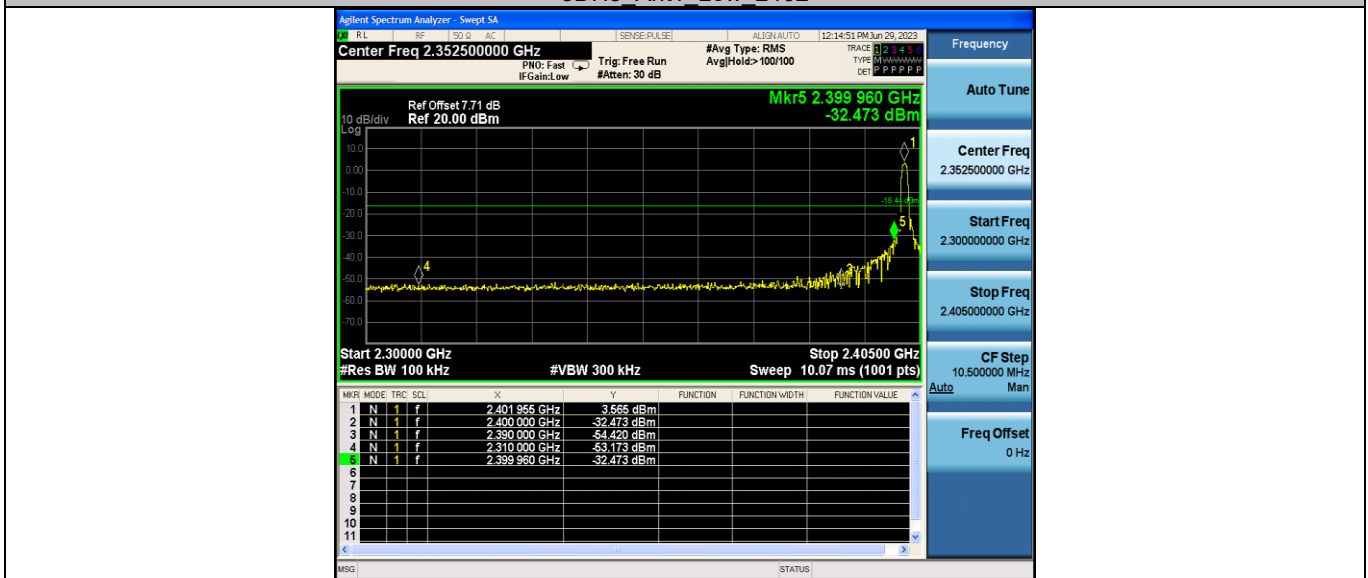 Agilent Spectrum Analyzer - Swept SA
RL RF 50 Ω AC SENSE:PULSE ALIGN AUTO 12:14:51 PM Jun 29, 2023
Center Freq 2.352500000 GHz
PNO: Fast
IFGain:Low
Trig: Free Run
#Atten: 30 dB
#Avg Type: RMS
Avg|Hold:>100/100
TRACE 1 2 3 4 5 6
TYPE M
DET P P P P P P
Frequency
Auto Tune
Center Freq
2.352500000 GHz
Start Freq
2.300000000 GHz
Stop Freq
2.405000000 GHz
CF Step
10.500000 MHz
Auto Man
Freq Offset
0 Hz
Mkr5 2.399 960 GHz
-32.473 dBm
Ref Offset 7.71 dB
10 dB/div Ref 20.00 dBm
Log
10.0
0.00
-10.0
-20.0
-30.0
-40.0
-50.0
-60.0
-70.0
1
-16.44 dBm
5
4
Start 2.30000 GHz Stop 2.40500 GHz
#Res BW 100 kHz #VBW 300 kHz Sweep 10.07 ms (1001 pts)
MKR MODE TRC SCL X Y FUNCTION FUNCTION WIDTH FUNCTION VALUE
1 N 1 f 2.401 955 GHz 3.565 dBm
2 N 1 f 2.400 000 GHz -32.473 dBm
3 N 1 f 2.390 000 GHz -54.420 dBm
4 N 1 f 2.310 000 GHz -53.173 dBm
5 N 1 f 2.399 960 GHz -32.473 dBm
6
7
8
9
10
11
MSG STATUS